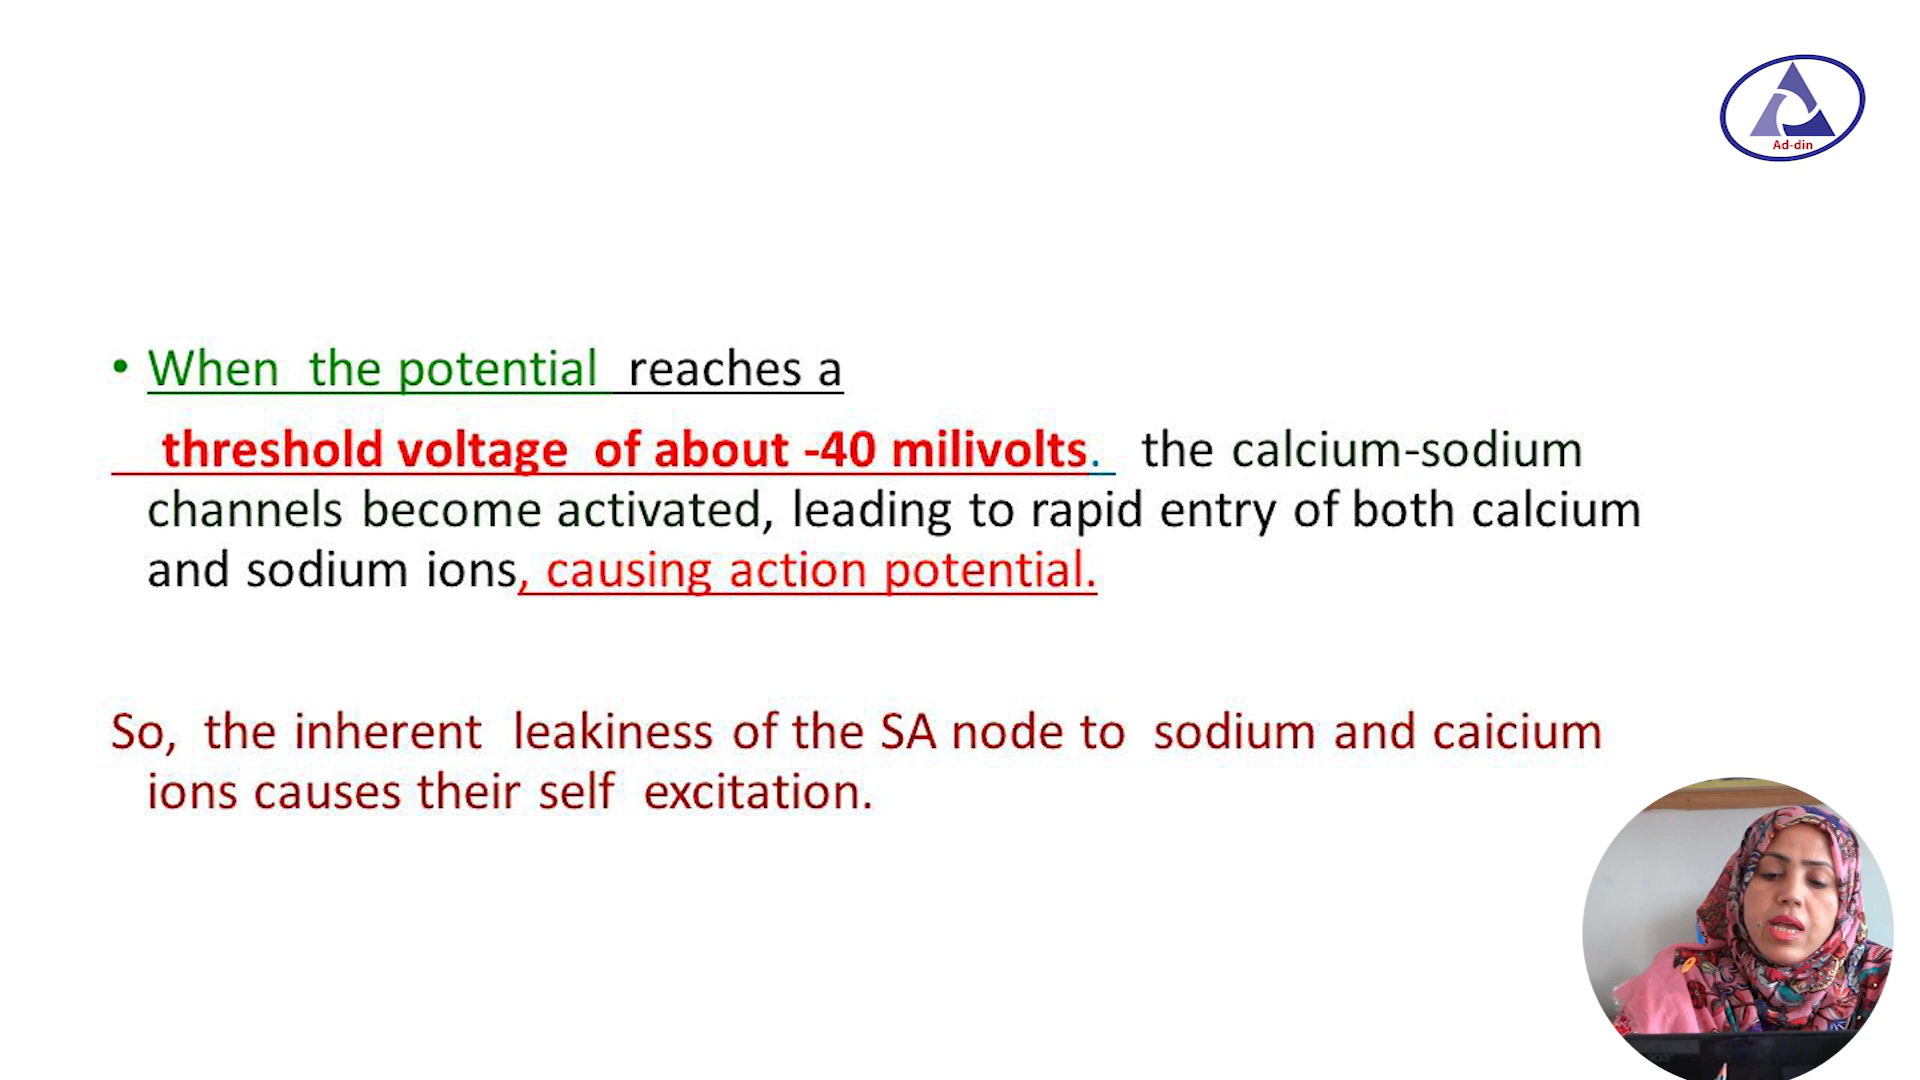 Ad-din
• When the potential reaches a
threshold voltage of about -40 milivolts. the calcium-sodium
channels become activated, leading to rapid entry of both calcium
and sodium ions, causing action potential.
So, the inherent leakiness of the SA node to sodium and caicium
ions causes their self excitation.